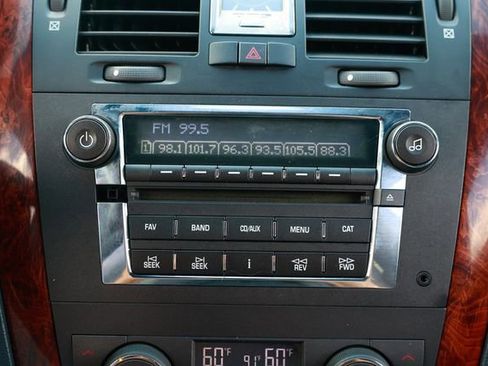 FM 99.5
1 98.1 101.7 96.3 93.5 105.5 88.3
FAV BAND CD/AUX MENU CAT
SEEK SEEK i REV FWD
60°F 91°F 60°F